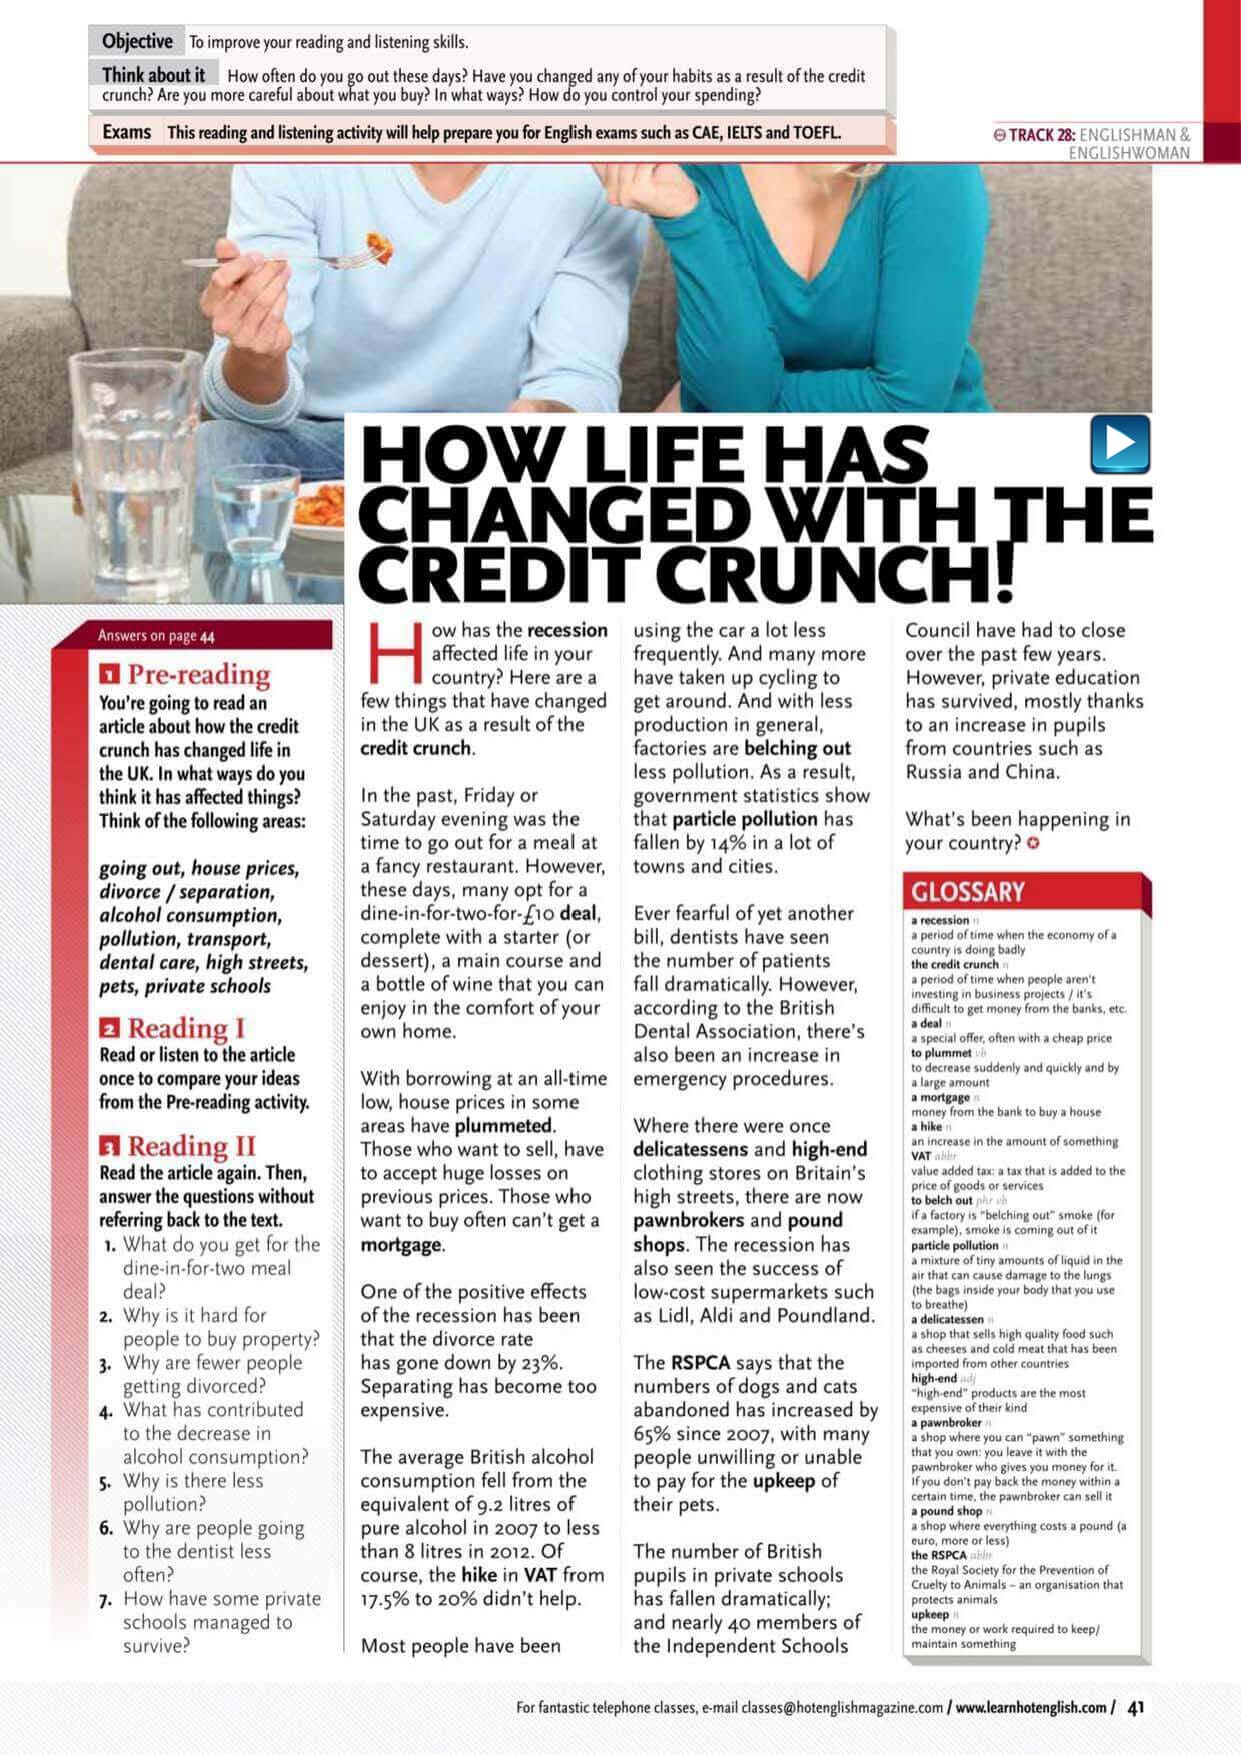 Objective To improve your reading and listening skills.
Think about it How often do you go out these days? Have you changed any of your habits as a result of the credit
crunch? Are you more careful about what you buy? In what ways? How do you control your spending?
Exams This reading and listening activity will help prepare you for English exams such as CAE, IELTS and TOEFL.
TRACK 28: ENGLISHMAN &
ENGLISHWOMAN
HOW LIFE HAS
CHANGED WITH THE
CREDIT CRUNCH!
Answers on page 44
1 Pre-reading
You're going to read an
article about how the credit
crunch has changed life in
the UK. In what ways do you
think it has affected things?
Think of the following areas:
going out, house prices,
divorce / separation,
alcohol consumption,
pollution, transport,
dental care, high streets,
pets, private schools
2 Reading I
Read or listen to the article
once to compare your ideas
from the Pre-reading activity.
3 Reading II
Read the article again. Then,
answer the questions without
referring back to the text.
1. What do you get for the
dine-in-for-two meal
deal?
2. Why is it hard for
people to buy property?
3. Why are fewer people
getting divorced?
4. What has contributed
to the decrease in
alcohol consumption?
5. Why is there less
pollution?
6. Why are people going
to the dentist less
often?
7. How have some private
schools managed to
survive?
How has the recession
affected life in your
country? Here are a
few things that have changed
in the UK as a result of the
credit crunch.
In the past, Friday or
Saturday evening was the
time to go out for a meal at
a fancy restaurant. However,
these days, many opt for a
dine-in-for-two-for-£10 deal,
complete with a starter (or
dessert), a main course and
a bottle of wine that you can
enjoy in the comfort of your
own home.
With borrowing at an all-time
low, house prices in some
areas have plummeted.
Those who want to sell, have
to accept huge losses on
previous prices. Those who
want to buy often can't get a
mortgage.
One of the positive effects
of the recession has been
that the divorce rate
has gone down by 23%.
Separating has become too
expensive.
The average British alcohol
consumption fell from the
equivalent of 9.2 litres of
pure alcohol in 2007 to less
than 8 litres in 2012. Of
course, the hike in VAT from
17.5% to 20% didn't help.
Most people have been
using the car a lot less
frequently. And many more
have taken up cycling to
get around. And with less
production in general,
factories are belching out
less pollution. As a result,
government statistics show
that particle pollution has
fallen by 14% in a lot of
towns and cities.
Ever fearful of yet another
bill, dentists have seen
the number of patients
fall dramatically. However,
according to the British
Dental Association, there's
also been an increase in
emergency procedures.
Where there were once
delicatessens and high-end
clothing stores on Britain's
high streets, there are now
pawnbrokers and pound
shops. The recession has
also seen the success of
low-cost supermarkets such
as Lidl, Aldi and Poundland.
The RSPCA says that the
numbers of dogs and cats
abandoned has increased by
65% since 2007, with many
people unwilling or unable
to pay for the upkeep of
their pets.
The number of British
pupils in private schools
has fallen dramatically;
and nearly 40 members of
the Independent Schools
Council have had to close
over the past few years.
However, private education
has survived, mostly thanks
to an increase in pupils
from countries such as
Russia and China.
What's been happening in
your country?
GLOSSARY
a recession n
a period of time when the economy of a
country is doing badly
the credit crunch n
a period of time when people aren't
investing in business projects / it's
difficult to get money from the banks, etc.
a deal n
a special offer, often with a cheap price
to plummet vb
to decrease suddenly and quickly and by
a large amount
a mortgage n
money from the bank to buy a house
a hike n
an increase in the amount of something
VAT abbr
value added tax: a tax that is added to the
price of goods or services
to belch out phr vb
if a factory is "belching out" smoke (for
example), smoke is coming out of it
particle pollution n
a mixture of tiny amounts of liquid in the
air that can cause damage to the lungs
(the bags inside your body that you use
to breathe)
a delicatessen n
a shop that sells high quality food such
as cheeses and cold meat that has been
imported from other countries
high-end adj
"high-end" products are the most
expensive of their kind
a pawnbroker n
a shop where you can "pawn" something
that you own: you leave it with the
pawnbroker who gives you money for it.
If you don't pay back the money within a
certain time, the pawnbroker can sell it
a pound shop n
a shop where everything costs a pound (a
euro, more or less)
the RSPCA abbr
the Royal Society for the Prevention of
Cruelty to Animals – an organisation that
protects animals
upkeep n
the money or work required to keep/
maintain something
For fantastic telephone classes, e-mail classes@hotenglishmagazine.com / www.learnhotenglish.com / 41